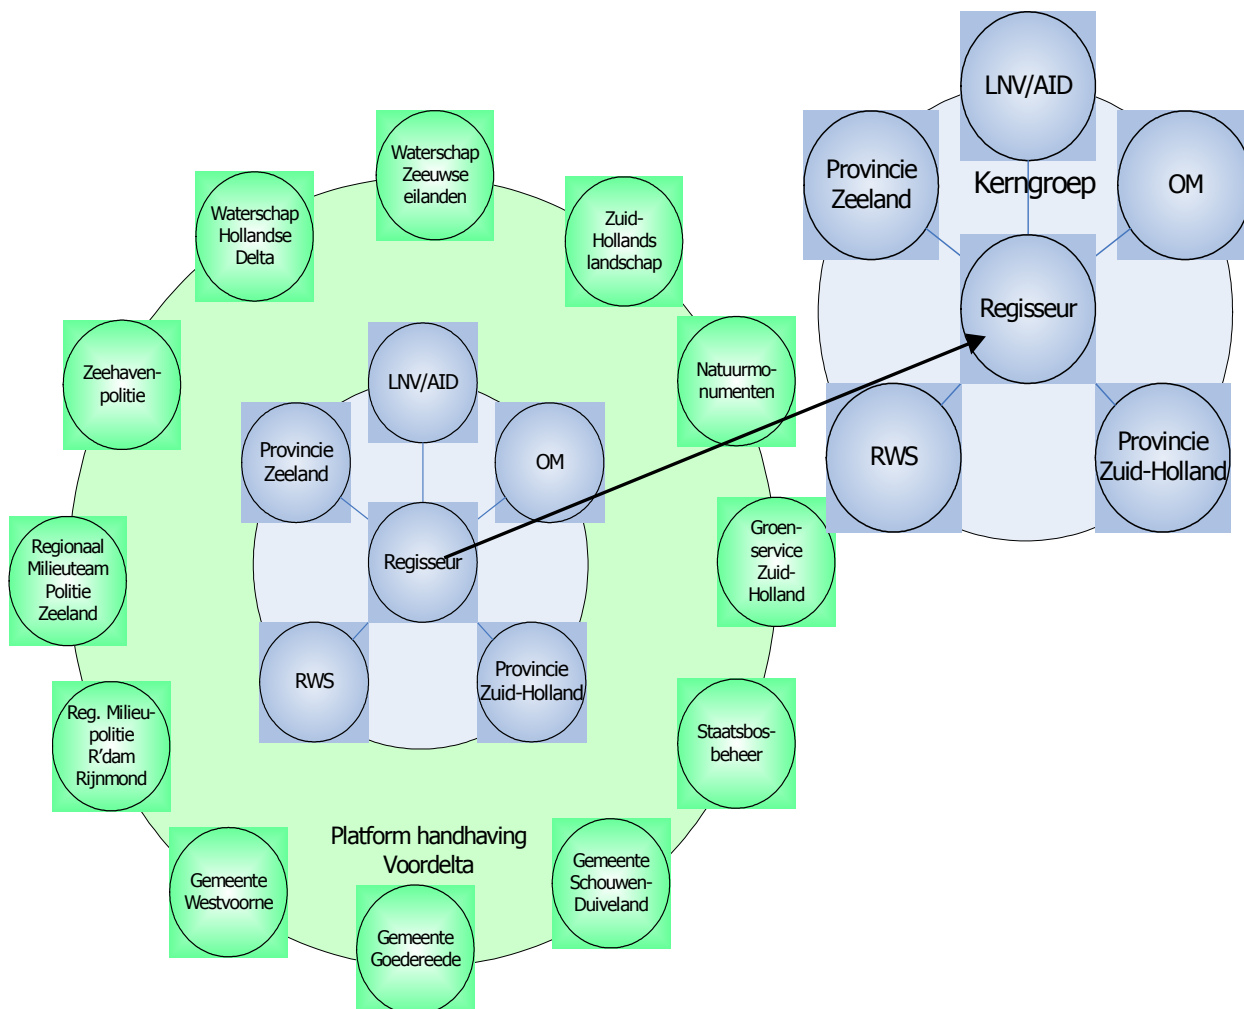 LNV/AID
Provincie
Zeeland
Kerngroep
OM
Regisseur
RWS
Provincie
Zuid-Holland
Waterschap
Zeeuwse
eilanden
Waterschap
Hollandse
Delta
Zuid-
Hollands
landschap
Zeehaven-
politie
Natuurmo-
numenten
LNV/AID
Provincie
Zeeland
OM
Regisseur
RWS
Provincie
Zuid-Holland
Regionaal
Milieuteam
Politie
Zeeland
Groen-
service
Zuid-
Holland
Reg. Milieu-
politie
R'dam
Rijnmond
Staatsbos-
beheer
Platform handhaving
Voordelta
Gemeente
Westvoorne
Gemeente
Goedereede
Gemeente
Schouwen-
Duiveland